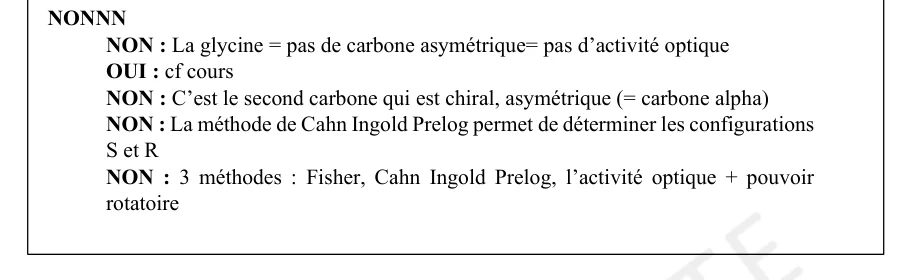 NONNN
NON : La glycine = pas de carbone asymétrique= pas d’activité optique
OUI : cf cours
NON : C’est le second carbone qui est chiral, asymétrique (= carbone alpha)
NON : La méthode de Cahn Ingold Prelog permet de déterminer les configurations
S et R
NON : 3 méthodes : Fisher, Cahn Ingold Prelog, l’activité optique + pouvoir
rotatoire